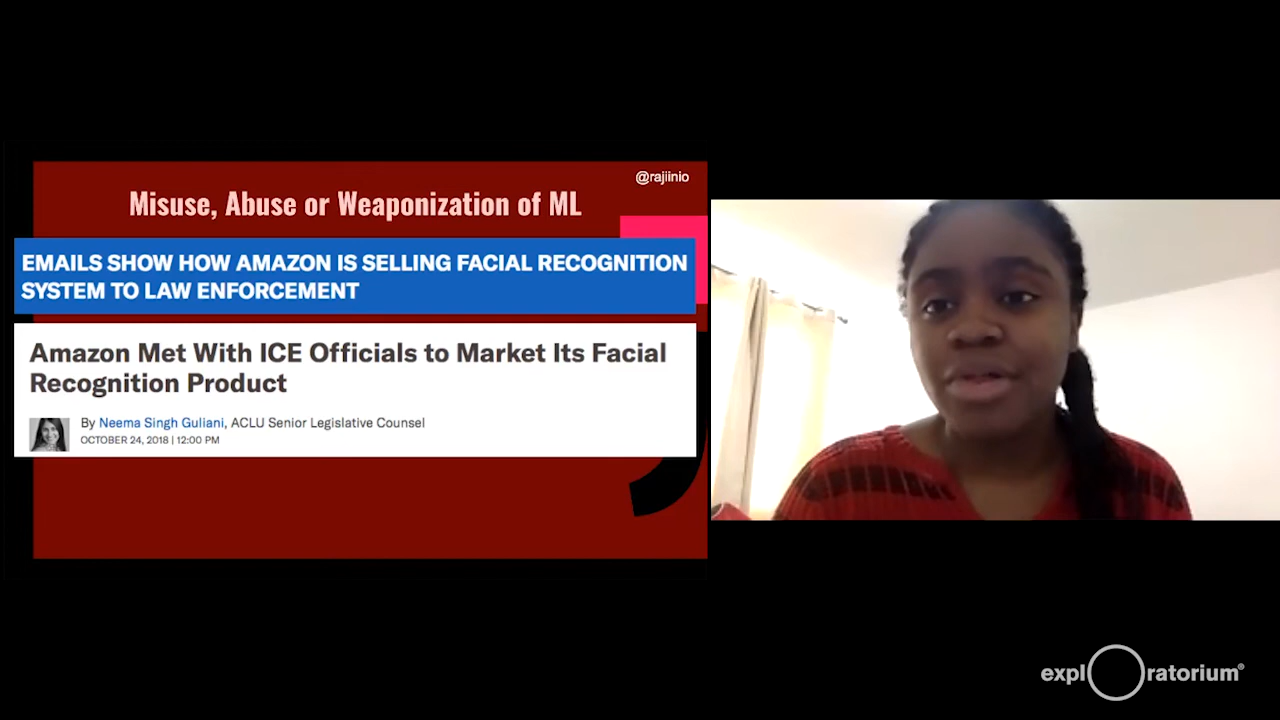 @rajiinio
Misuse, Abuse or Weaponization of ML
EMAILS SHOW HOW AMAZON IS SELLING FACIAL RECOGNITION
SYSTEM TO LAW ENFORCEMENT
Amazon Met With ICE Officials to Market Its Facial
Recognition Product
By Neema Singh Guliani, ACLU Senior Legislative Counsel
OCTOBER 24, 2018 | 12:00 PM
expl​Oratorium®